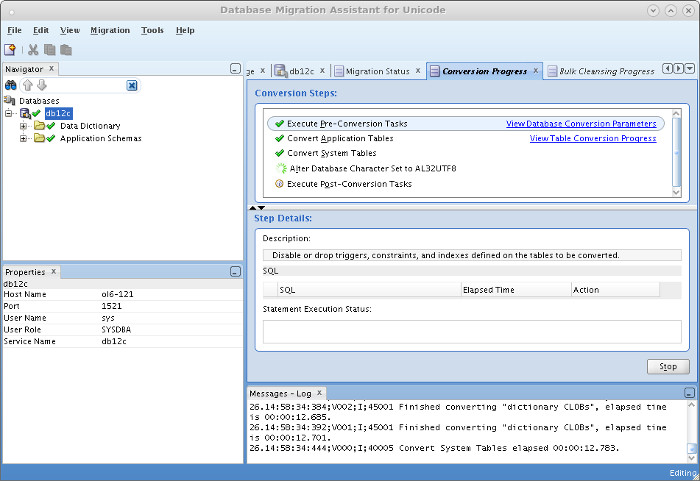 Database Migration Assistant for Unicode
File Edit View Migration Tools Help
Navigator x
Databases
db12c
Data Dictionary
Application Schemas
Properties x
db12c
Host Name ol6-121
Port 1521
User Name sys
User Role SYSDBA
Service Name db12c
ge x db12c x Migration Status x Conversion Progress x Bulk Cleansing Progress
Conversion Steps:
Execute Pre-Conversion Tasks View Database Conversion Parameters
Convert Application Tables View Table Conversion Progress
Convert System Tables
Alter Database Character Set to AL32UTF8
Execute Post-Conversion Tasks
Step Details:
Description:
Disable or drop triggers, constraints, and indexes defined on the tables to be converted.
SQL
SQL Elapsed Time Action
Statement Execution Status:
Stop
Messages - Log x
26.14:58:34:384;V002;I;45001 Finished converting "dictionary CLOBs", elapsed time
is 00:00:12.685.
26.14:58:34:392;V001;I;45001 Finished converting "dictionary CLOBs", elapsed time
is 00:00:12.701.
26.14:58:34:444;V000;I;40005 Convert System Tables elapsed 00:00:12.783.
Editing